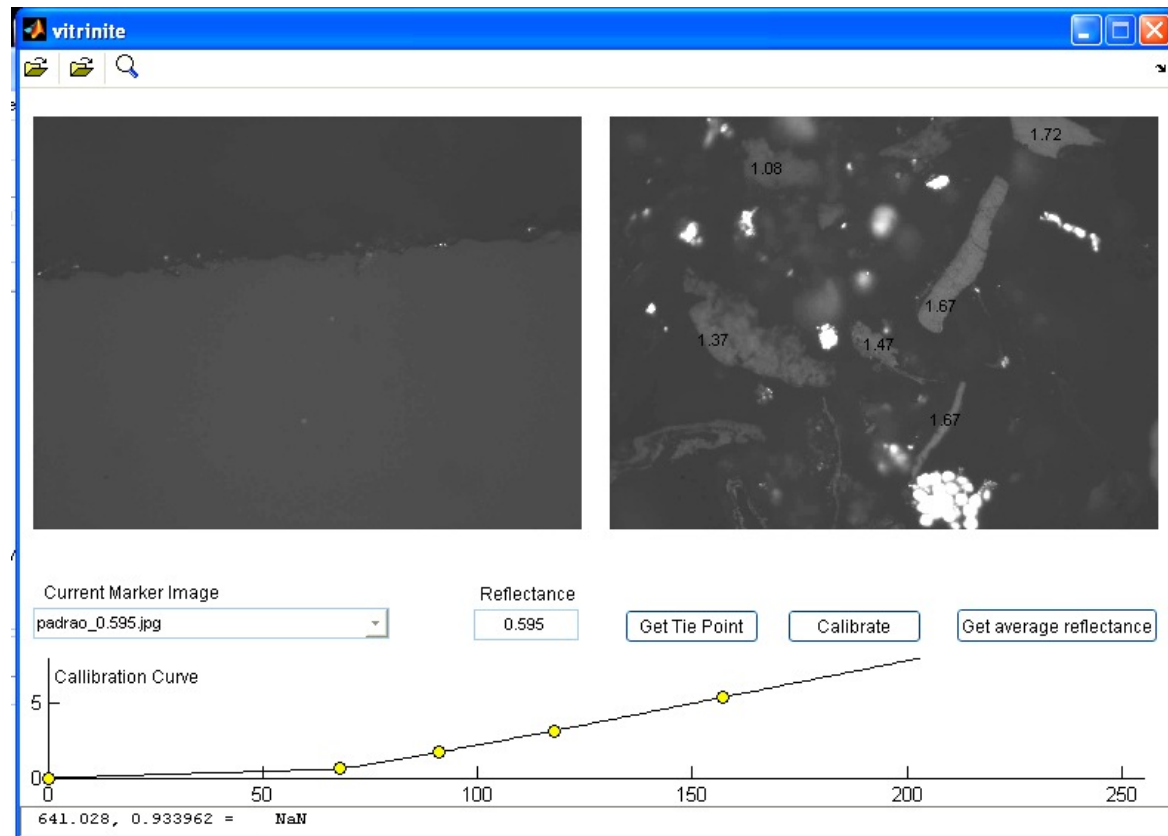 vitrinite
1.72
1.08
1.67
1.37
1.47
1.67
Current Marker Image
Reflectance
padrao_0.595.jpg
0.595
Get Tie Point
Calibrate
Get average reflectance
Callibration Curve
5
0
0 50 100 150 200 250
641.028, 0.933962 = NaN